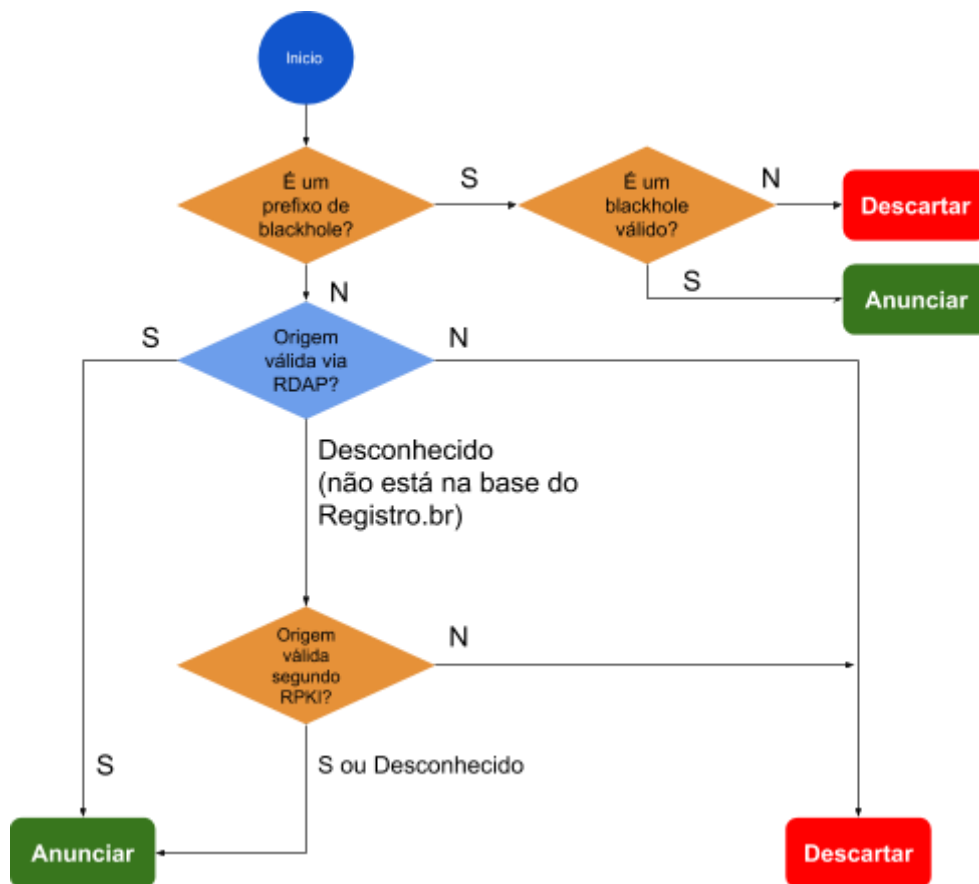 Inicio
É um
prefixo de
blackhole?
S
É um
blackhole
válido?
N
Descartar
S
Anunciar
N
S
Origem
válida via
RDAP?
N
Desconhecido
(não está na base do
Registro.br)
Origem
válida
segundo
RPKI?
N
S
S ou Desconhecido
Anunciar
Descartar